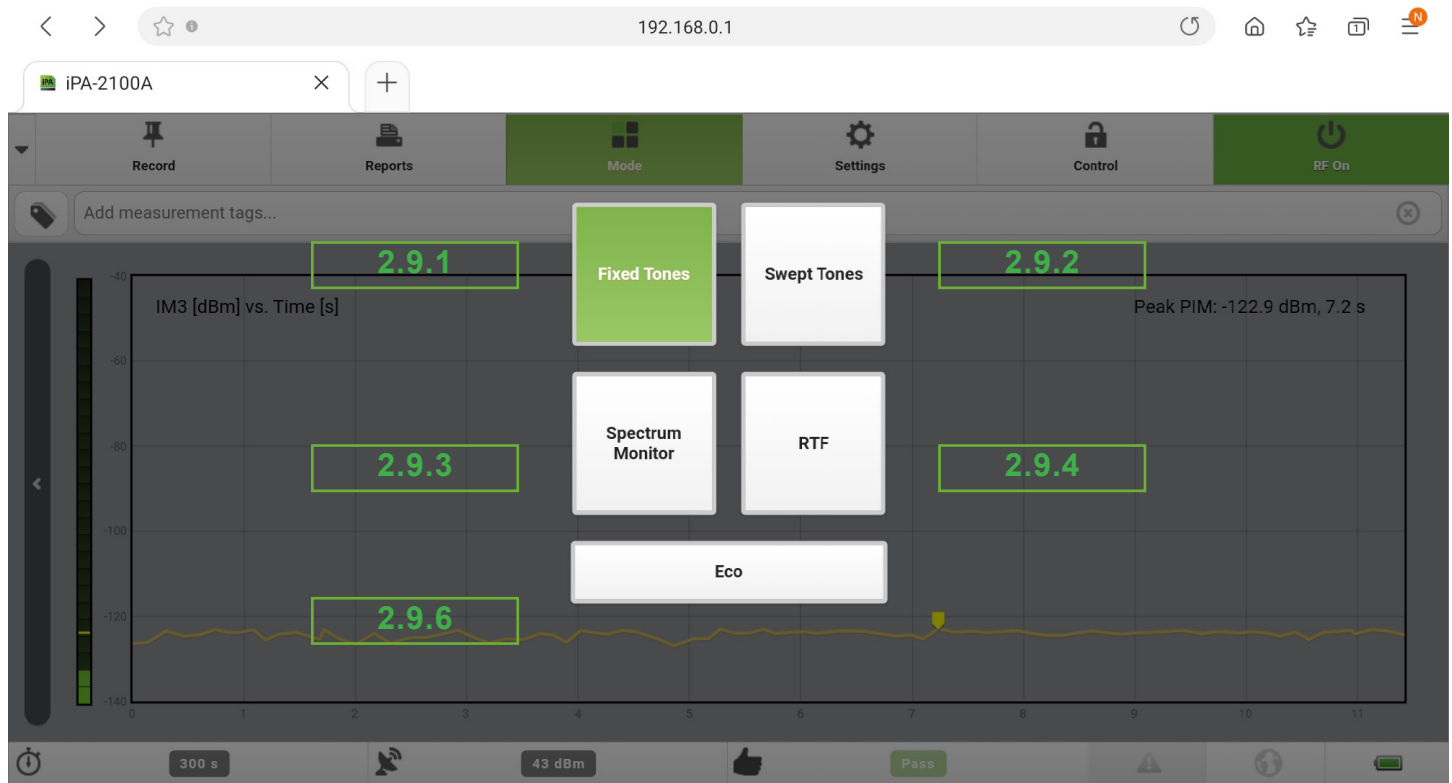 192.168.0.1
N
1
iPA
iPA-2100A
Record
Reports
Mode
Settings
Control
RF On
Add measurement tags...
2.9.1
Fixed Tones
Swept Tones
2.9.2
-40
IM3 [dBm] vs. Time [s]
Peak PIM: -122.9 dBm, 7.2 s
-60
Spectrum
Monitor
RTF
-80
2.9.3
2.9.4
-100
Eco
-120
2.9.6
-140
0 1 2 3 4 5 6 7 8 9 10 11
300 s
43 dBm
Pass